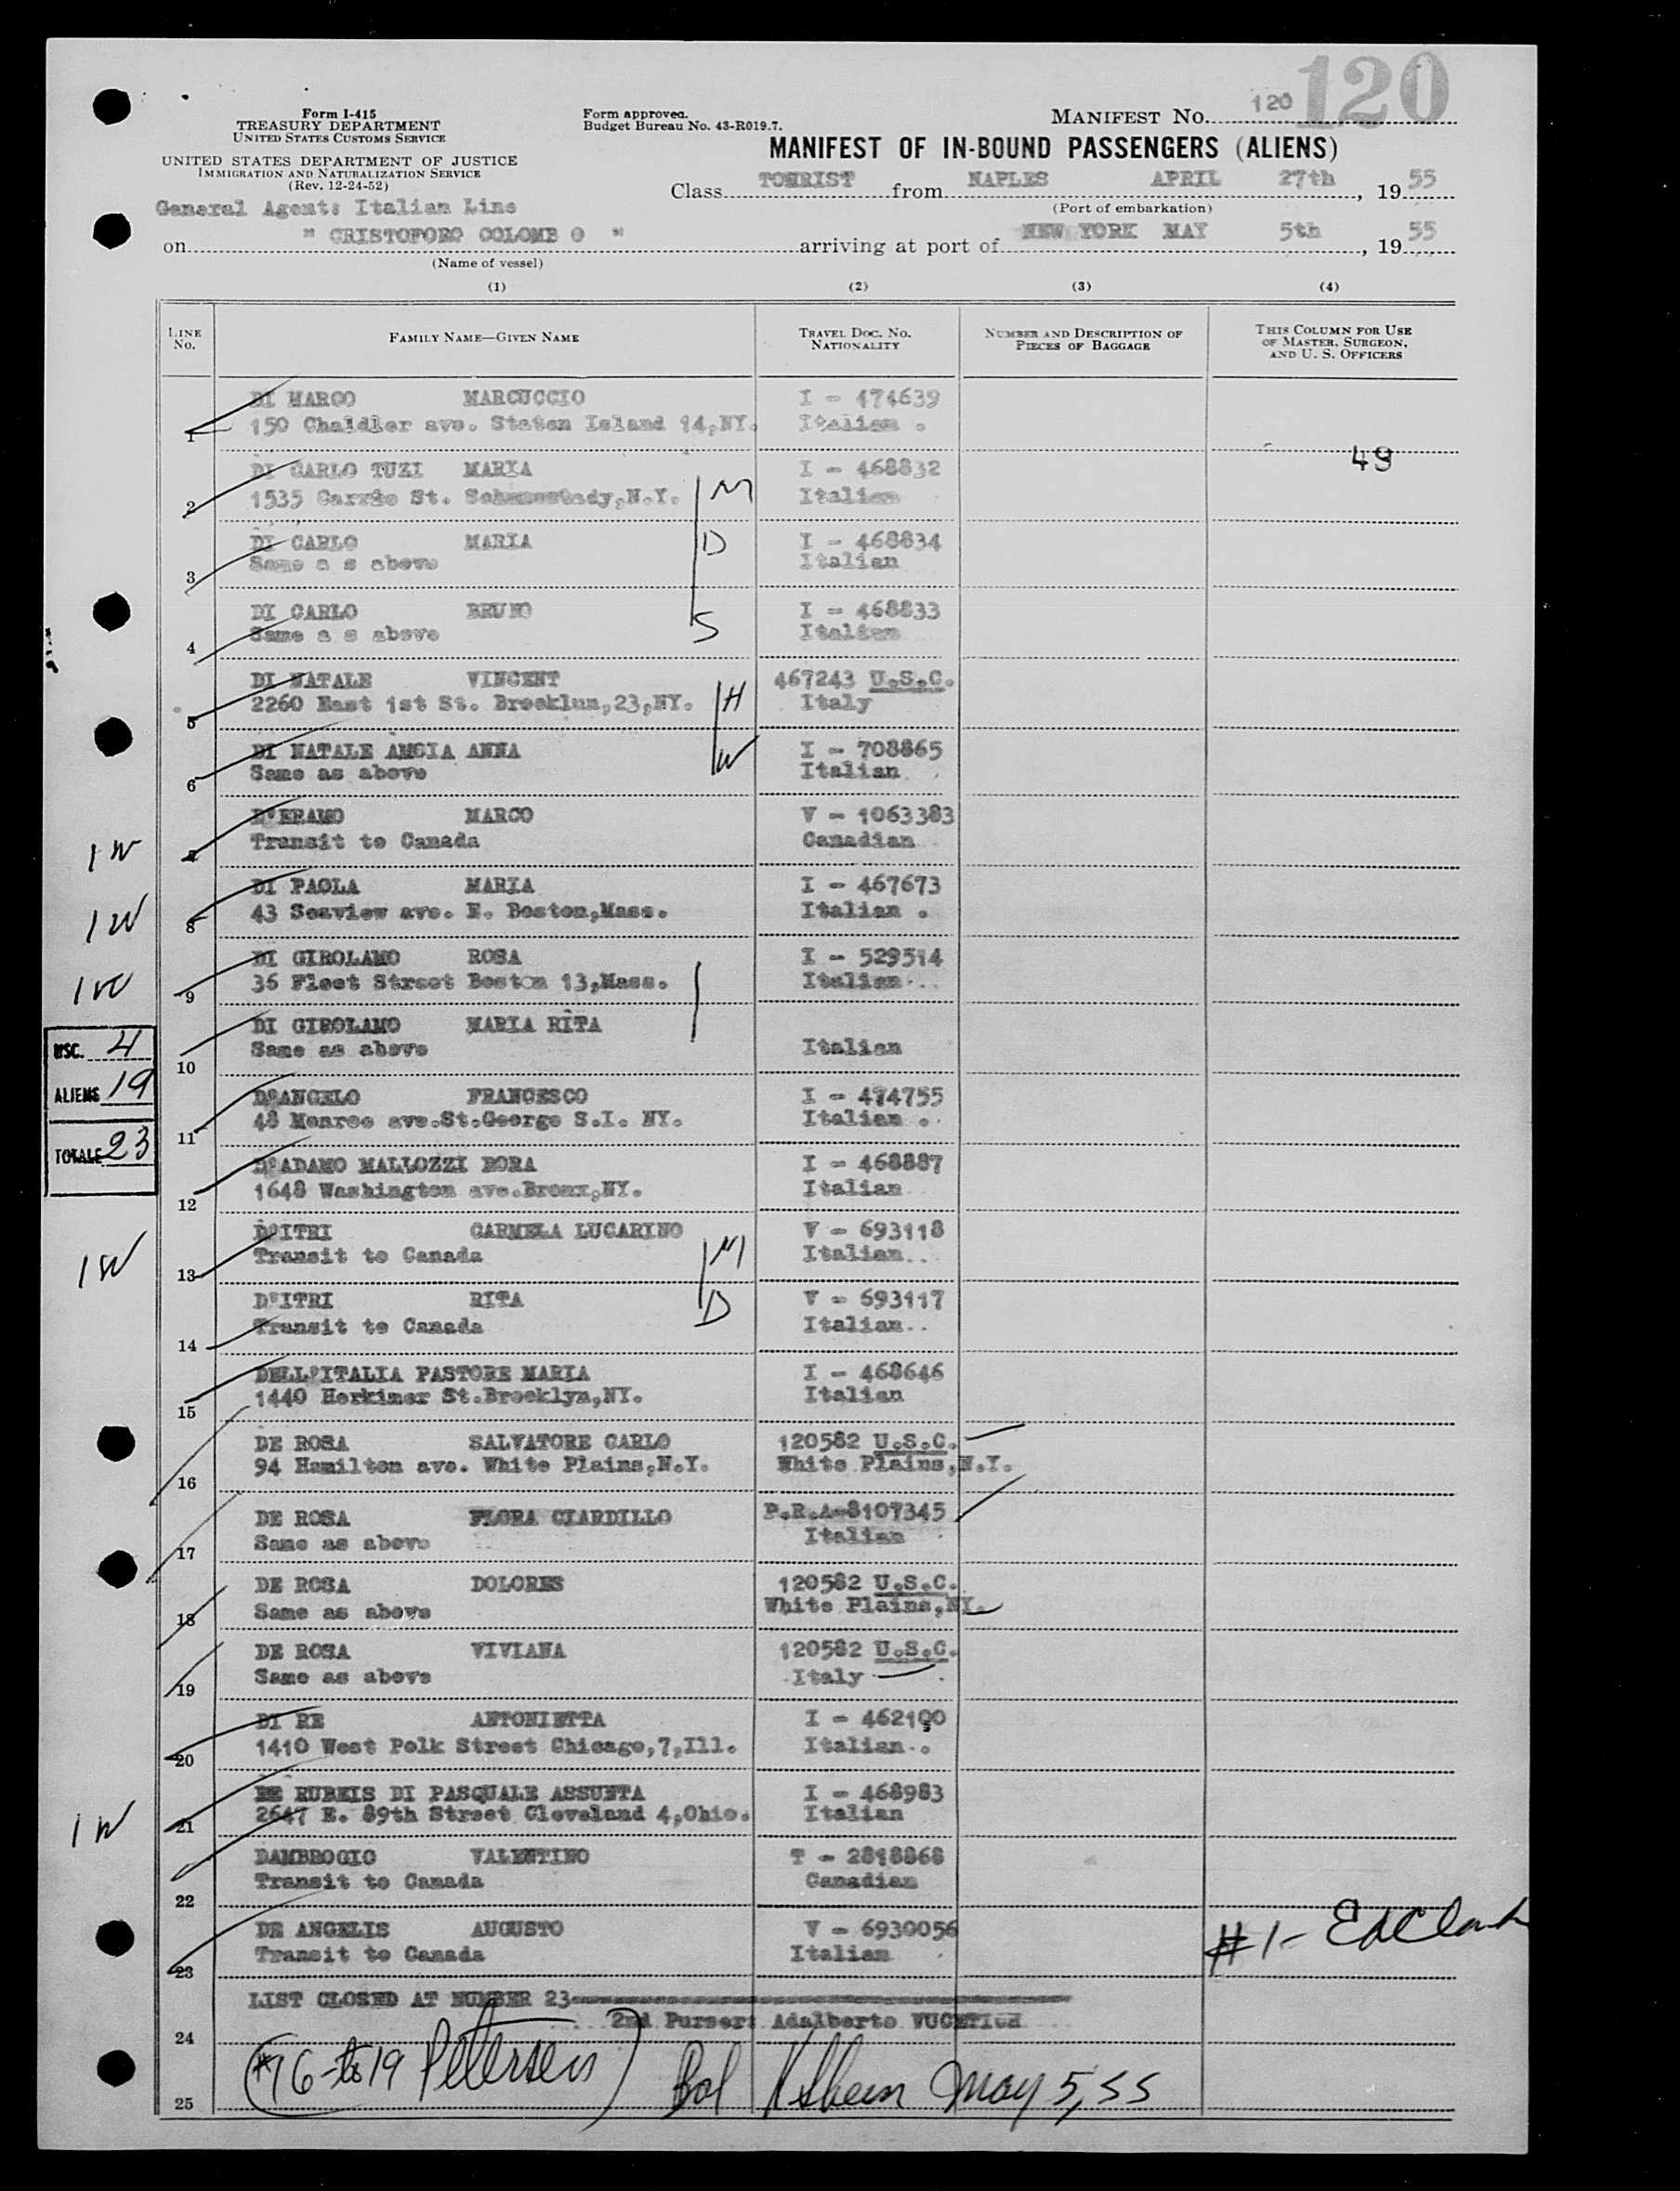 120
Form I-415
TREASURY DEPARTMENT
UNITED STATES CUSTOMS SERVICE
UNITED STATES DEPARTMENT OF JUSTICE
IMMIGRATION AND NATURALIZATION SERVICE
(Rev. 12-24-52)
Form approved.
Budget Bureau No. 43-R019.7.
MANIFEST No. 120
MANIFEST OF IN-BOUND PASSENGERS (ALIENS)
Class TOURIST from NAPLES APRIL 27th, 19 55
(Port of embarkation)
General Agent: Italian Line
on " CRISTOFORO COLOMB O " arriving at port of NEW YORK MAY 5th, 19 55
(Name of vessel)
(1) (2) (3) (4)
LINE No. FAMILY NAME—GIVEN NAME TRAVEL DOC. NO. NATIONALITY NUMBER AND DESCRIPTION OF PIECES OF BAGGAGE THIS COLUMN FOR USE OF MASTER, SURGEON, AND U. S. OFFICERS
DI MARCO MARCUCCIO I - 474639
1 150 Chaldler ave. Staten Island 14,NY. Italian .
49
DI CARLO TUZI MARIA I - 468832
2 1535 Carrie St. Schenectady,N.Y. M Italian
DI CARLO MARIA D I - 468834
3 Same a s above Italian
DI CARLO BRUNO I - 468833
4 Same a s above S Italian
DI NATALE VINCENT 467243 U.S.C.
5 2260 East 1st St. Brooklun,23,NY. H Italy
DI NATALE AMCIA ANNA W I - 708865
6 Same as above Italian
D'ERAMO MARCO V - 1063383
1 W 7 Transit to Canada Canadian
DI PAOLA MARIA I - 467673
1 W 8 43 Seaview ave. E. Boston,Mass. Italian .
DI GIROLAMO ROSA I - 529514
1 W 9 36 Fleet Street Boston 13,Mass. Italian
DI GIROLAMO MARIA RITA
10 Same as above Italian
USC. 4
ALIENS 19
TOTALE 23
D'ANGELO FRANCESCO I - 474755
11 48 Monroe ave.St.George S.I. NY. Italian .
D'ADAMO MALLOZZI DORA I - 468887
12 1648 Washington ave.Bronx,NY. Italian
D'ITRI CARMELA LUCARINO V - 693118
1 W 13 Transit to Canada M Italian
D'ITRI RITA V - 693117
14 Transit to Canada D Italian
DELL'ITALIA PASTORE MARIA I - 468646
15 1440 Herkimer St.Brooklyn,NY. Italian
DE ROSA SALVATORE CARLO 120582 U.S.C.
16 94 Hamilton ave. White Plains,N.Y. White Plains,N.Y.
DE ROSA FLORA CIARDILLO P.R.A-8107345
17 Same as above Italian
DE ROSA DOLORES 120582 U.S.C.
18 Same as above White Plains,NY.
DE ROSA VIVIANA 120582 U.S.C.
19 Same as above Italy
DI RE ANTONIETTA I - 462100
20 1410 West Polk Street Chicago,7,Ill. Italian .
DE RUBEIS DI PASQUALE ASSUNTA I - 468983
1 W 21 2647 E. 89th Street Cleveland 4,Ohio. Italian
DAMBROGIO VALENTINO T - 2818868
22 Transit to Canada Canadian
DE ANGELIS AUGUSTO V - 6930056
23 Transit to Canada Italian
#1- Ed Clark
LIST CLOSED AT NUMBER 23
24 2nd Purser: Adalberto VUCETICH
25 (#16-to 19 Petersen) May 5, 55